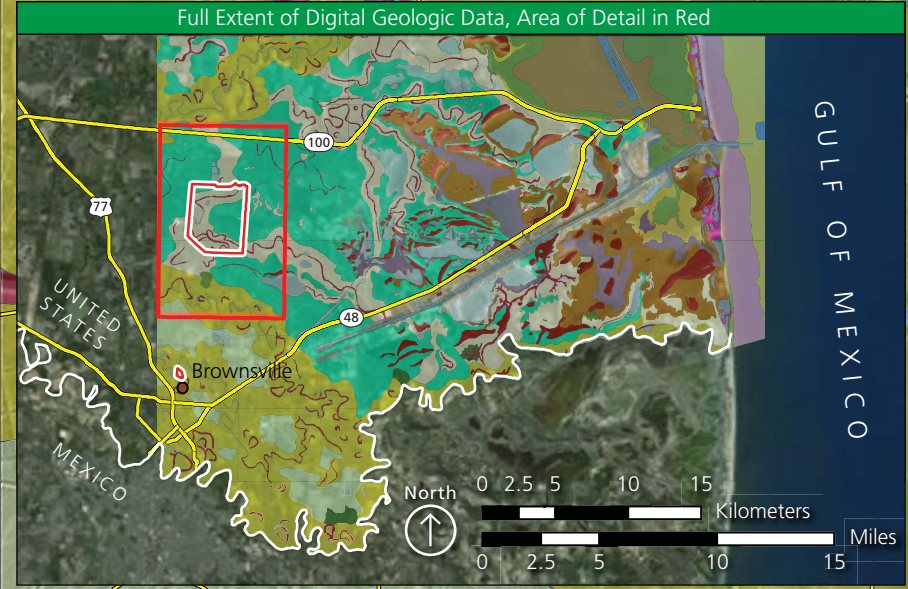 Full Extent of Digital Geologic Data, Area of Detail in Red
100
77
GULF OF MEXICO
UNITED
STATES
48
Brownsville
MEXICO
North
0 2.5 5 10 15
Kilometers
Miles
0 2.5 5 10 15